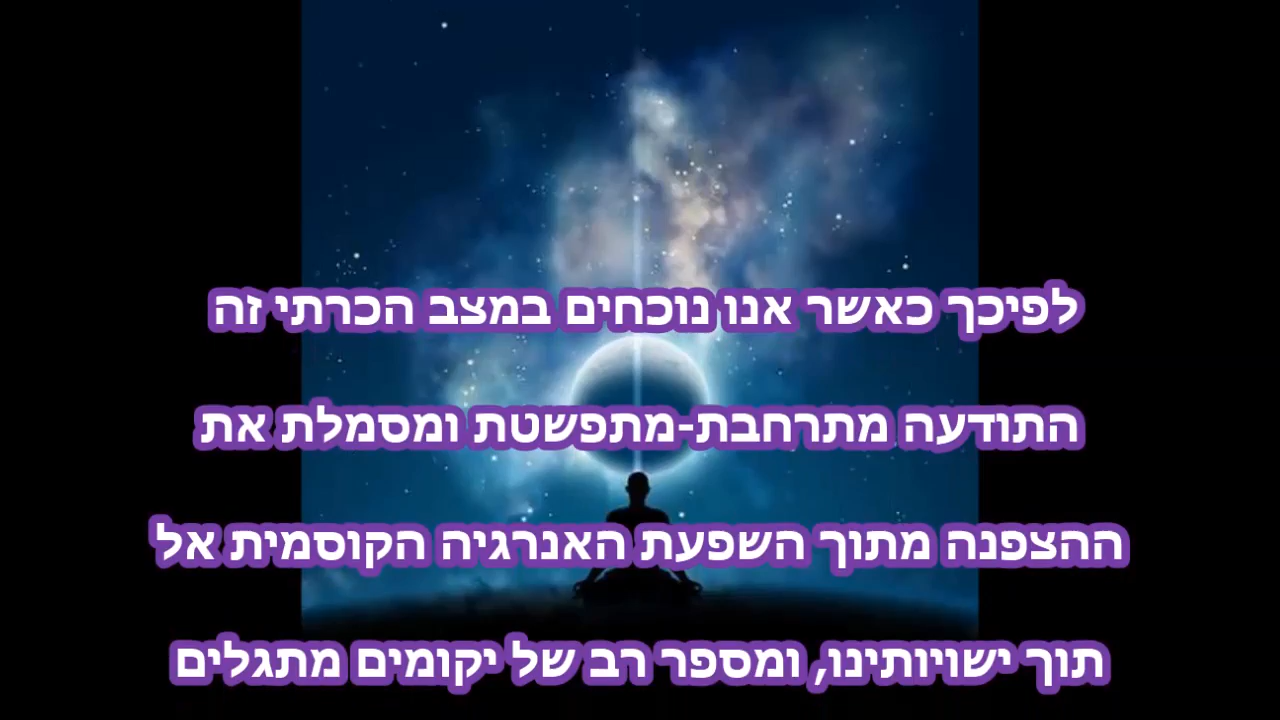 לפיכך כאשר אנו נוכחים במצב הכרתי זה
התודעה מתרחבת-מתפשטת ומסמלת את
ההצפנה מתוך השפעת האנרגיה הקוסמית אל
תוך ישויותינו, ומספר רב של יקומים מתגלים